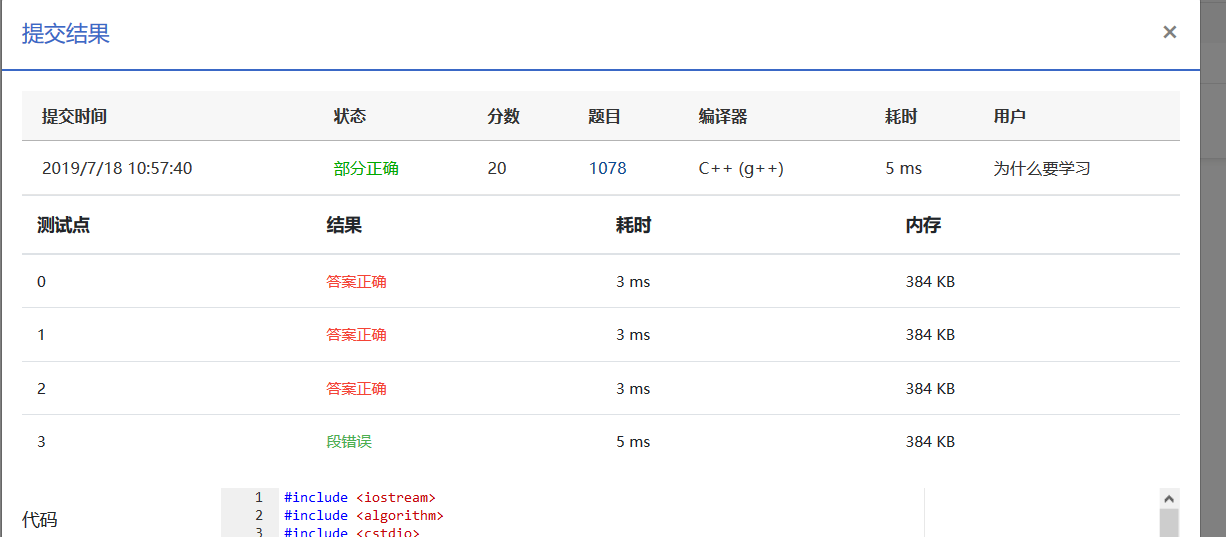 提交结果 ×
提交时间 状态 分数 题目 编译器 耗时 用户
2019/7/18 10:57:40 部分正确 20 1078 C++ (g++) 5 ms 为什么要学习
测试点 结果 耗时 内存
0 答案正确 3 ms 384 KB
1 答案正确 3 ms 384 KB
2 答案正确 3 ms 384 KB
3 段错误 5 ms 384 KB
代码
1 #include <iostream>
2 #include <algorithm>
3 #include <cstdio>